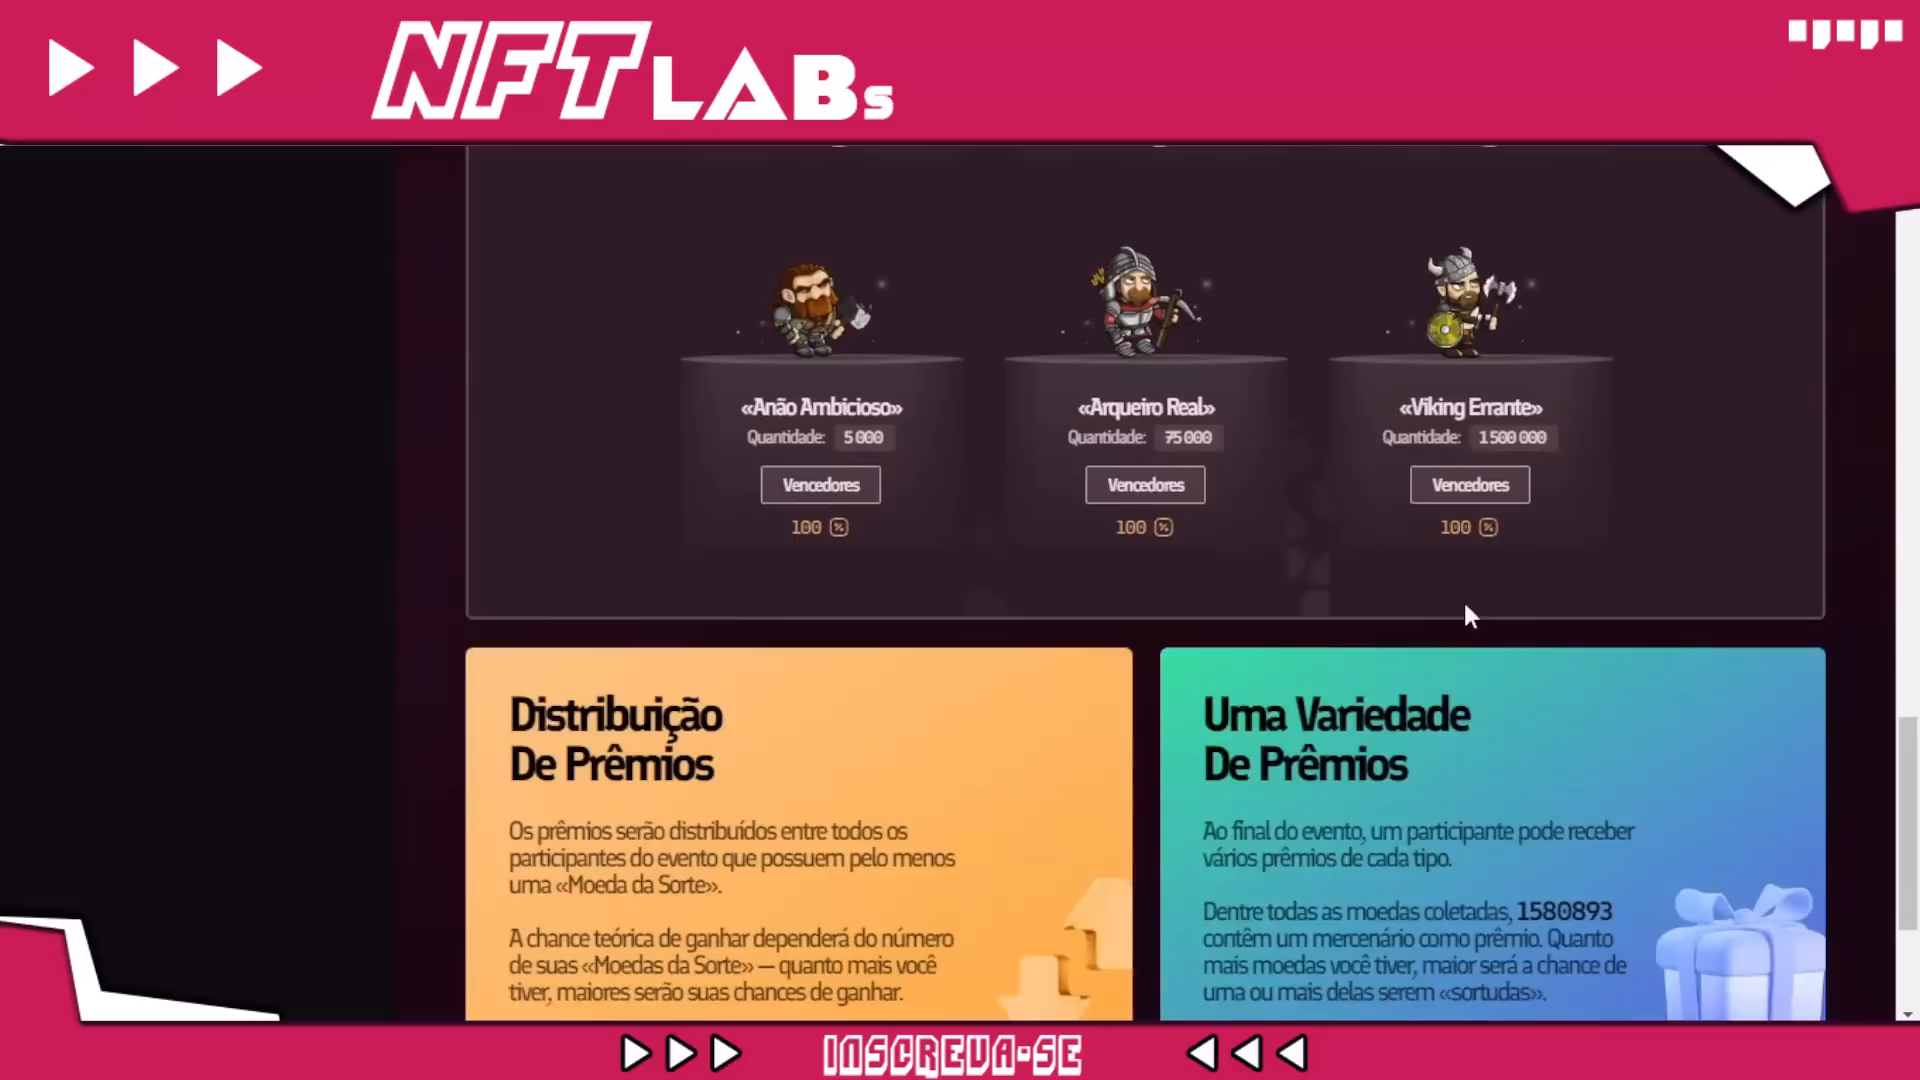 NFT LABs
«Anão Ambicioso»
Quantidade: 5 000
Vencedores
100 %
«Arqueiro Real»
Quantidade: 75 000
Vencedores
100 %
«Viking Errante»
Quantidade: 1 500 000
Vencedores
100 %
Distribuição
De Prêmios
Os prêmios serão distribuídos entre todos os
participantes do evento que possuem pelo menos
uma «Moeda da Sorte».
A chance teórica de ganhar dependerá do número
de suas «Moedas da Sorte» — quanto mais você
tiver, maiores serão suas chances de ganhar.
Uma Variedade
De Prêmios
Ao final do evento, um participante pode receber
vários prêmios de cada tipo.
Dentre todas as moedas coletadas, 1580893
contêm um mercenário como prêmio. Quanto
mais moedas você tiver, maior será a chance de
uma ou mais delas serem «sortudas».
INSCREVA-SE